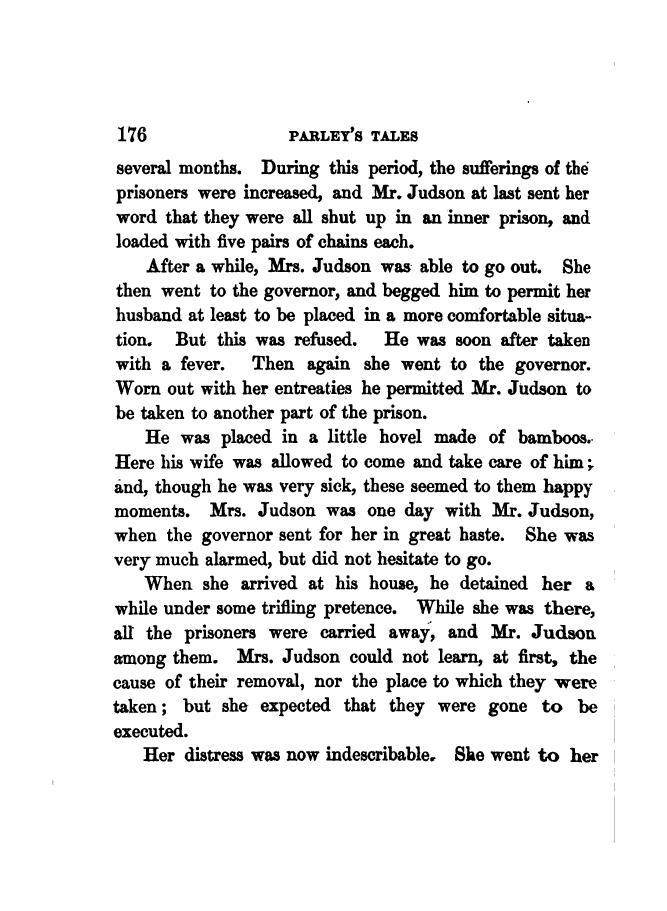 176 PARLEY'S TALES
several months. During this period, the sufferings of the
prisoners were increased, and Mr. Judson at last sent her
word that they were all shut up in an inner prison, and
loaded with five pairs of chains each.
After a while, Mrs. Judson was able to go out. She
then went to the governor, and begged him to permit her
husband at least to be placed in a more comfortable situa-
tion. But this was refused. He was soon after taken
with a fever. Then again she went to the governor.
Worn out with her entreaties he permitted Mr. Judson to
be taken to another part of the prison.
He was placed in a little hovel made of bamboos.
Here his wife was allowed to come and take care of him;
and, though he was very sick, these seemed to them happy
moments. Mrs. Judson was one day with Mr. Judson,
when the governor sent for her in great haste. She was
very much alarmed, but did not hesitate to go.
When she arrived at his house, he detained her a
while under some trifling pretence. While she was there,
all the prisoners were carried away, and Mr. Judson
among them. Mrs. Judson could not learn, at first, the
cause of their removal, nor the place to which they were
taken; but she expected that they were gone to be
executed.
Her distress was now indescribable. She went to her